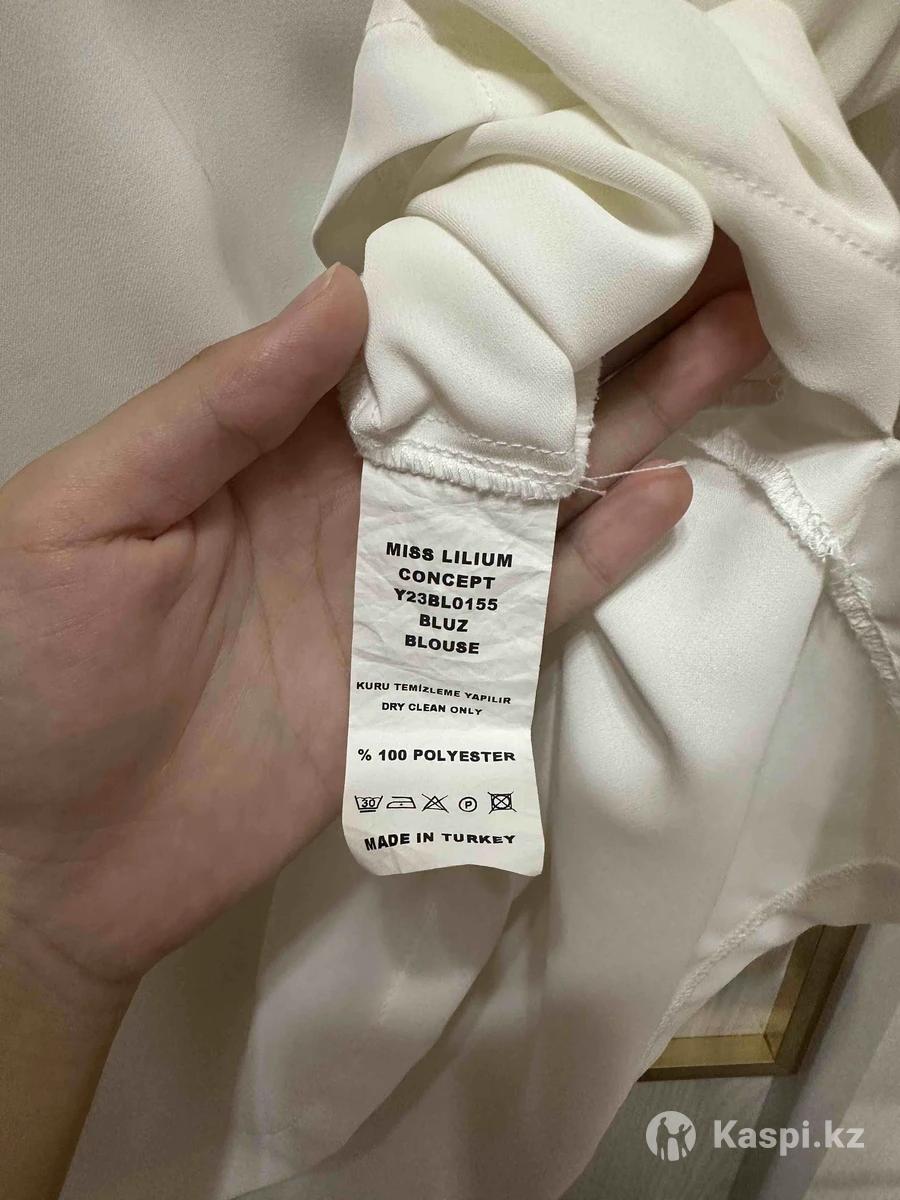 MISS LILIUM
CONCEPT
Y23BL0155
BLUZ
BLOUSE
KURU TEMİZLEME YAPILIR
DRY CLEAN ONLY
% 100 POLYESTER
30 P
MADE IN TURKEY
Kaspi.kz